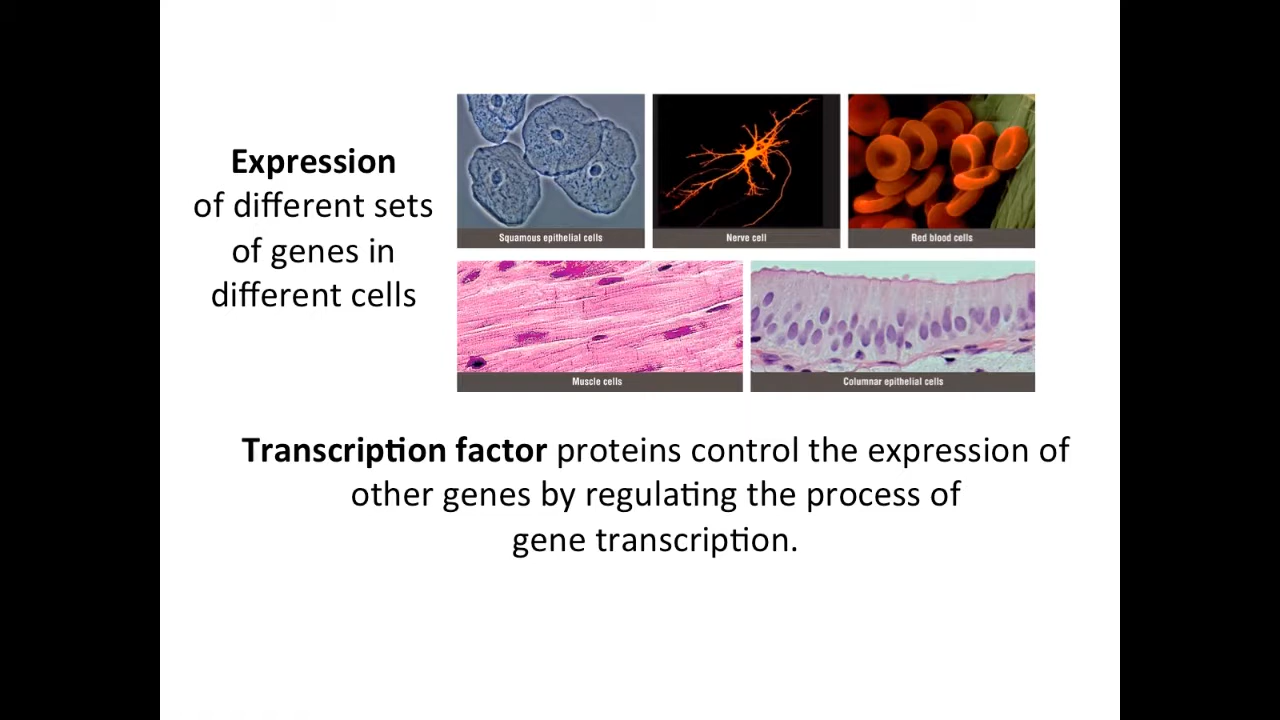 Expression
of different sets
of genes in
different cells
Squamous epithelial cells
Nerve cell
Red blood cells
Muscle cells
Columnar epithelial cells
Transcription factor proteins control the expression of
other genes by regulating the process of
gene transcription.